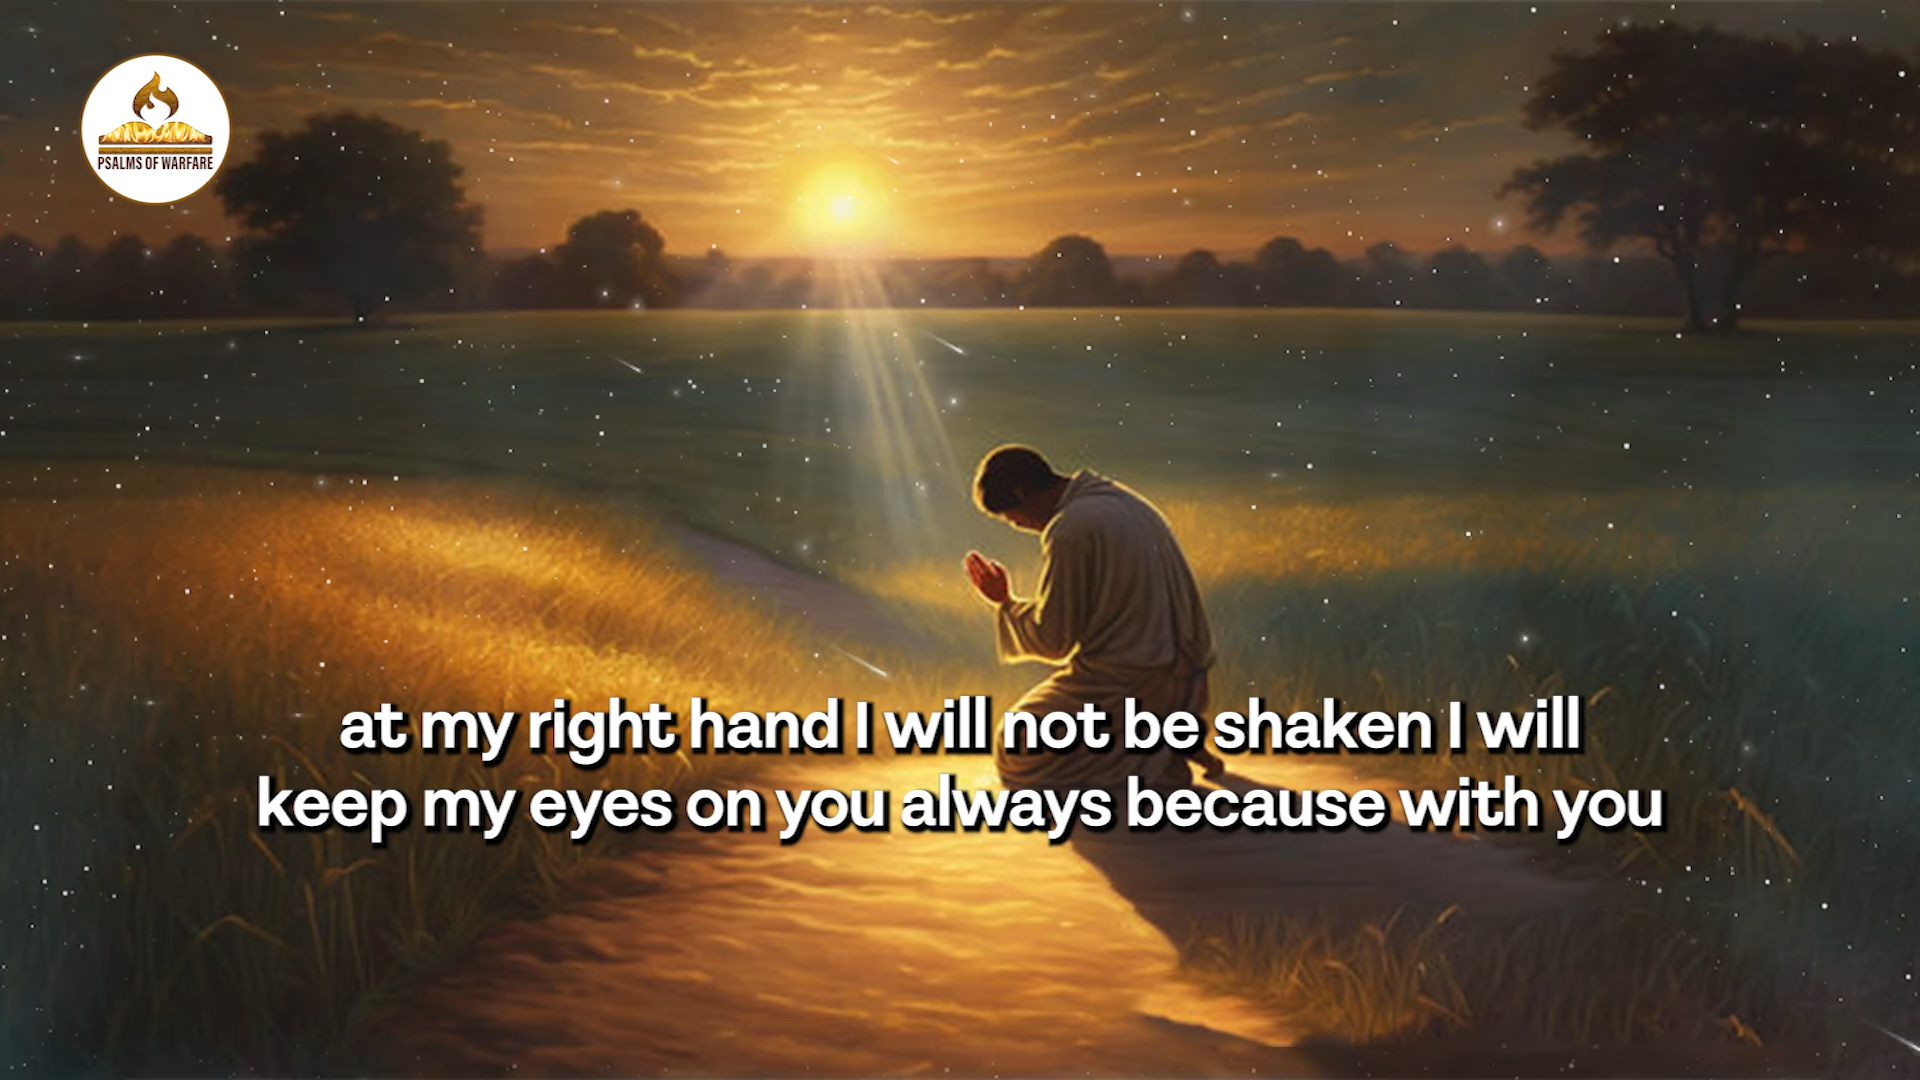 PSALMS OF WARFARE
at my right hand I will not be shaken I will
keep my eyes on you always because with you